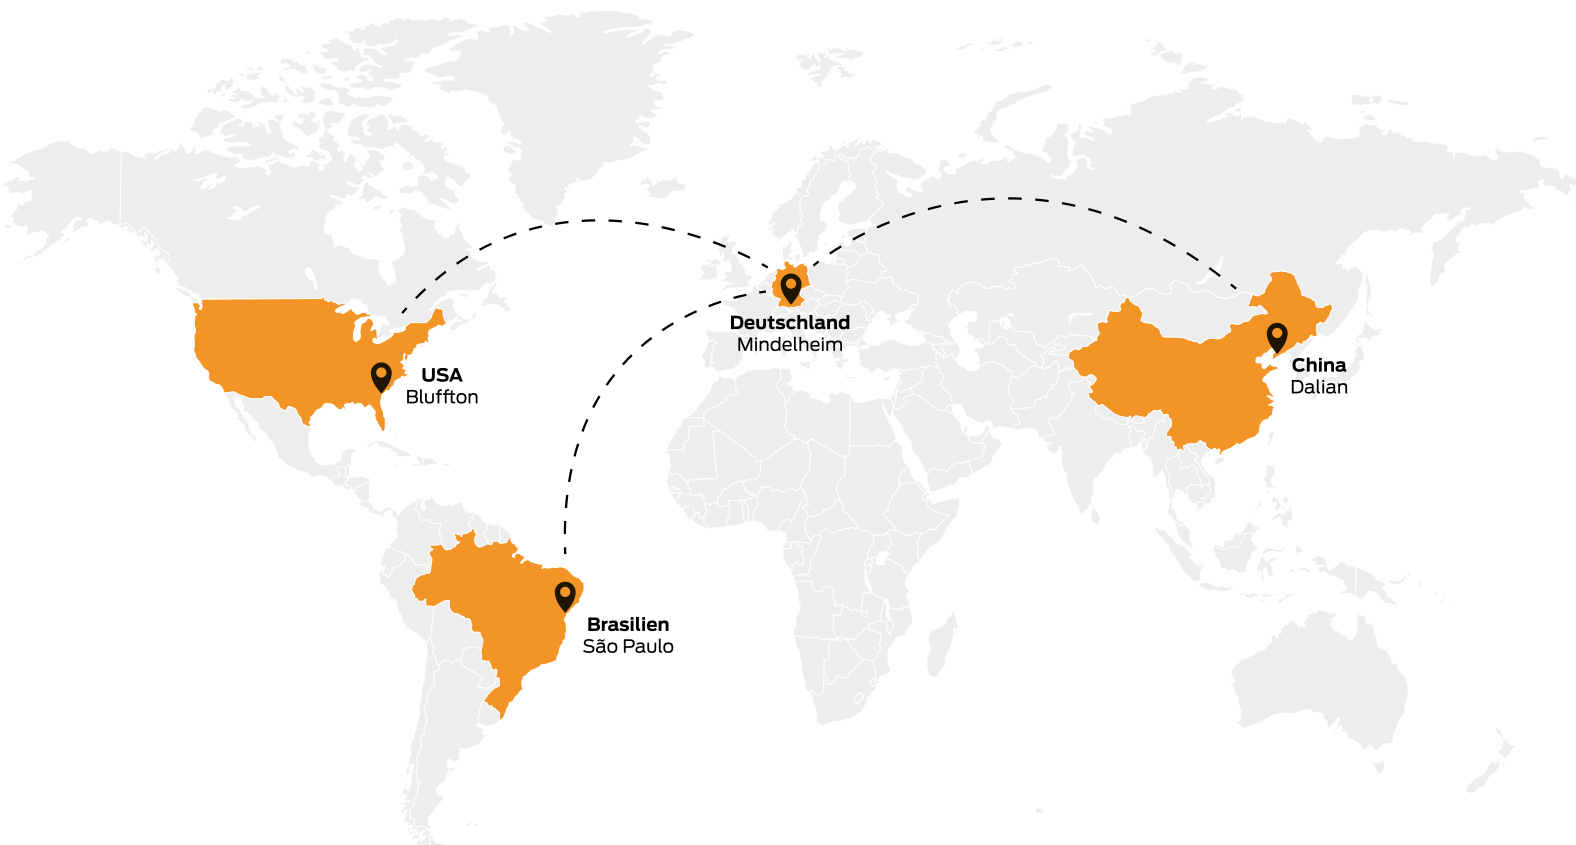 Deutschland
Mindelheim
USA
Bluffton
China
Dalian
Brasilien
São Paulo